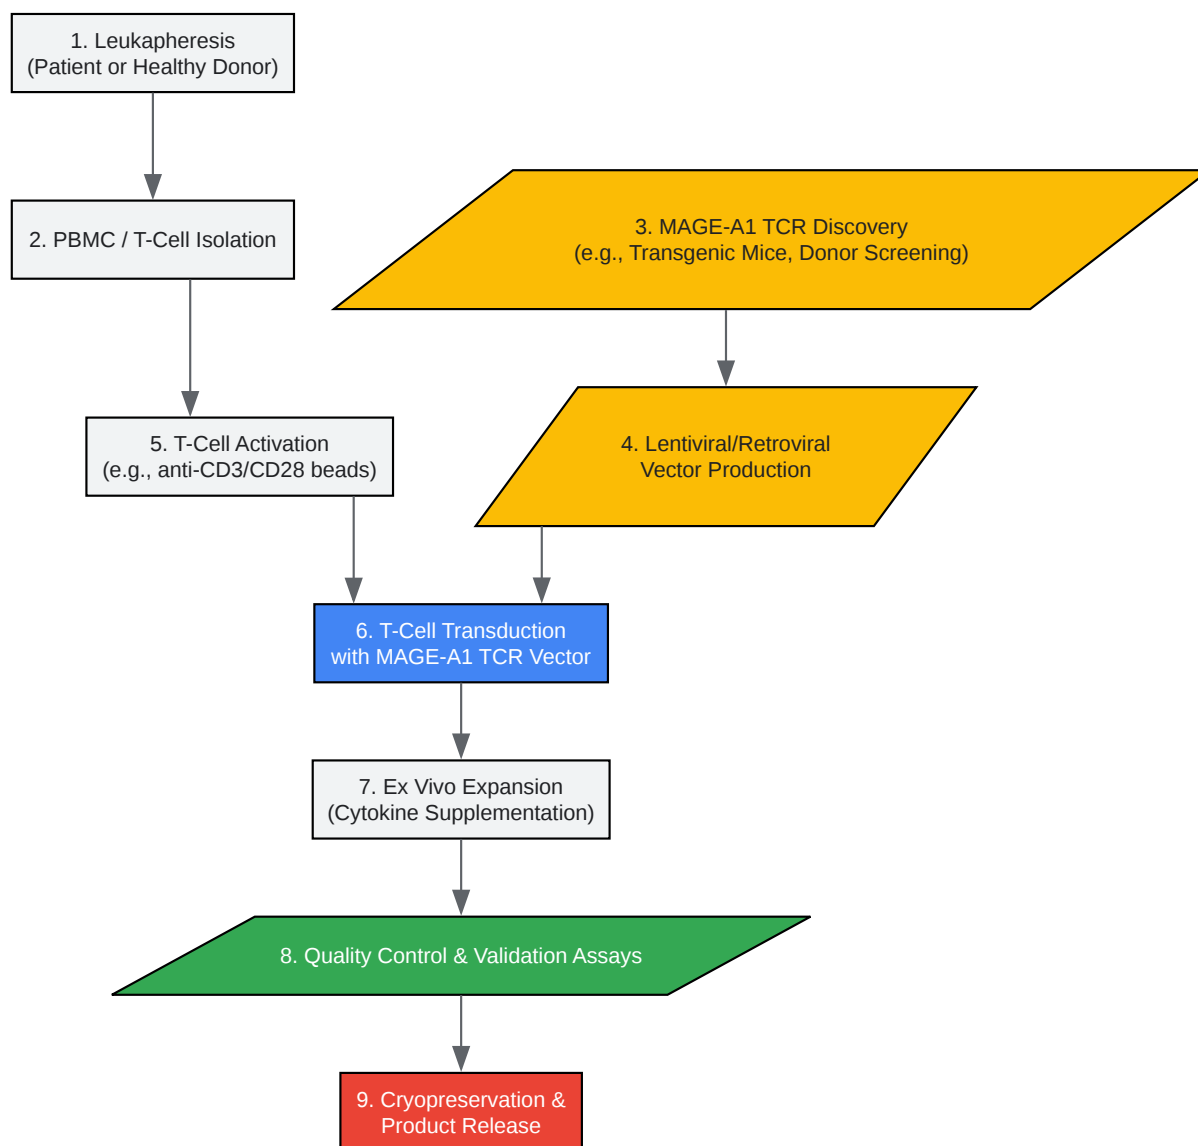 1. Leukapheresis
(Patient or Healthy Donor)
2. PBMC / T-Cell Isolation
3. MAGE-A1 TCR Discovery
(e.g., Transgenic Mice, Donor Screening)
4. Lentiviral/Retroviral
Vector Production
5. T-Cell Activation
(e.g., anti-CD3/CD28 beads)
6. T-Cell Transduction
with MAGE-A1 TCR Vector
7. Ex Vivo Expansion
(Cytokine Supplementation)
8. Quality Control & Validation Assays
9. Cryopreservation &
Product Release